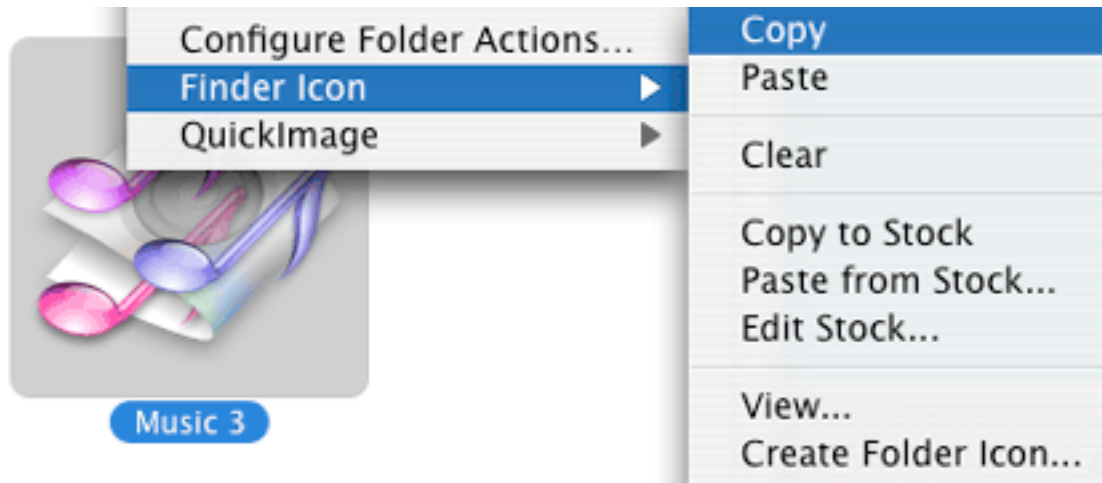 Configure Folder Actions...
Finder Icon
QuickImage
Music 3
Copy
Paste
Clear
Copy to Stock
Paste from Stock...
Edit Stock...
View...
Create Folder Icon...